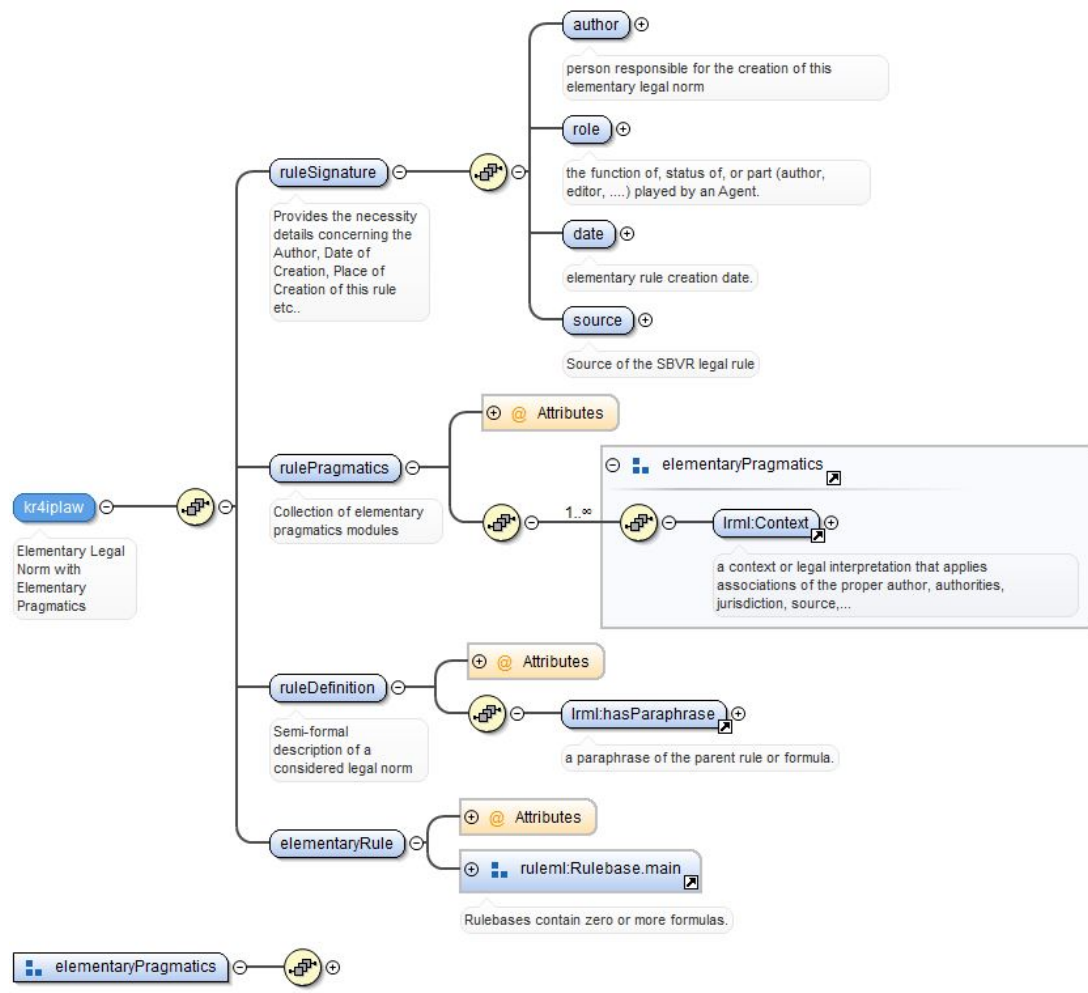 author
person responsible for the creation of this
elementary legal norm
role
the function of, status of, or part (author,
editor, ....) played by an Agent.
ruleSignature
Provides the necessity
details concerning the
Author, Date of
Creation, Place of
Creation of this rule
etc..
date
elementary rule creation date.
source
Source of the SBVR legal rule
@ Attributes
rulePragmatics
Collection of elementary
pragmatics modules
elementaryPragmatics
1..∞
lrml:Context
a context or legal interpretation that applies
associations of the proper author, authorities,
jurisdiction, source,...
kr4iplaw
Elementary Legal
Norm with
Elementary
Pragmatics
@ Attributes
ruleDefinition
Semi-formal
description of a
considered legal norm
lrml:hasParaphrase
a paraphrase of the parent rule or formula.
@ Attributes
elementaryRule
ruleml:Rulebase.main
Rulebases contain zero or more formulas.
elementaryPragmatics